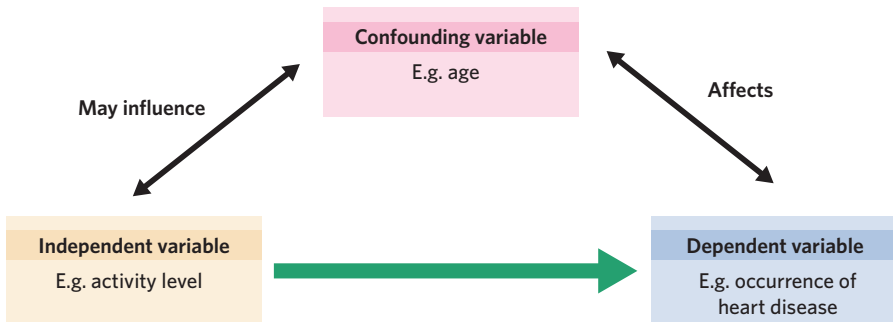 Confounding variable
E.g. age
May influence
Affects
Independent variable
E.g. activity level
Dependent variable
E.g. occurrence of
heart disease